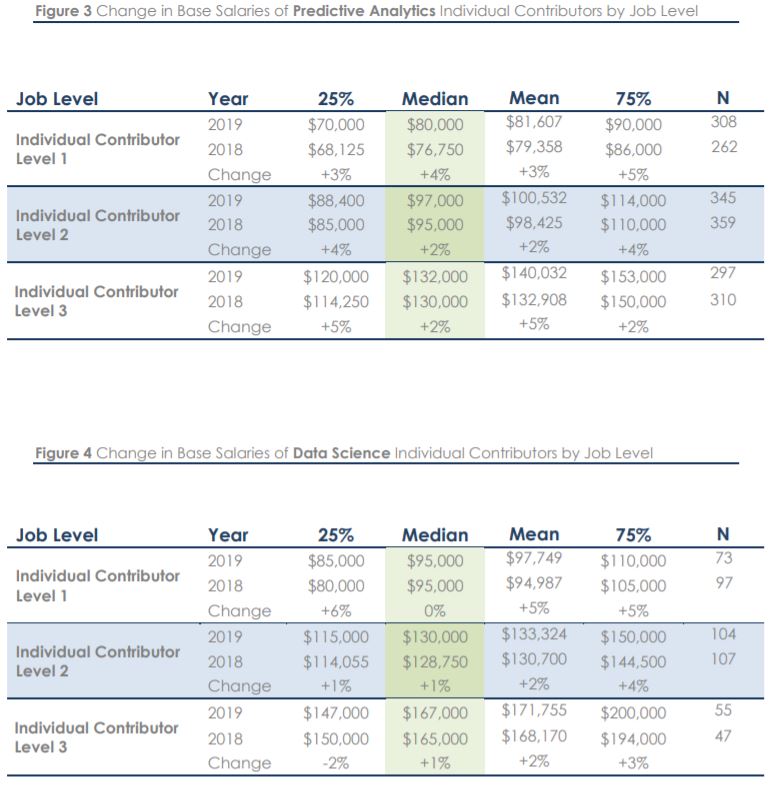 Figure 3 Change in Base Salaries of Predictive Analytics Individual Contributors by Job Level
Job Level Year 25% Median Mean 75% N
Individual Contributor Level 1
2019 $70,000 $80,000 $81,607 $90,000 308
2018 $68,125 $76,750 $79,358 $86,000 262
Change +3% +4% +3% +5%
Individual Contributor Level 2
2019 $88,400 $97,000 $100,532 $114,000 345
2018 $85,000 $95,000 $98,425 $110,000 359
Change +4% +2% +2% +4%
Individual Contributor Level 3
2019 $120,000 $132,000 $140,032 $153,000 297
2018 $114,250 $130,000 $132,908 $150,000 310
Change +5% +2% +5% +2%
Figure 4 Change in Base Salaries of Data Science Individual Contributors by Job Level
Job Level Year 25% Median Mean 75% N
Individual Contributor Level 1
2019 $85,000 $95,000 $97,749 $110,000 73
2018 $80,000 $95,000 $94,987 $105,000 97
Change +6% 0% +5% +5%
Individual Contributor Level 2
2019 $115,000 $130,000 $133,324 $150,000 104
2018 $114,055 $128,750 $130,700 $144,500 107
Change +1% +1% +2% +4%
Individual Contributor Level 3
2019 $147,000 $167,000 $171,755 $200,000 55
2018 $150,000 $165,000 $168,170 $194,000 47
Change -2% +1% +2% +3%